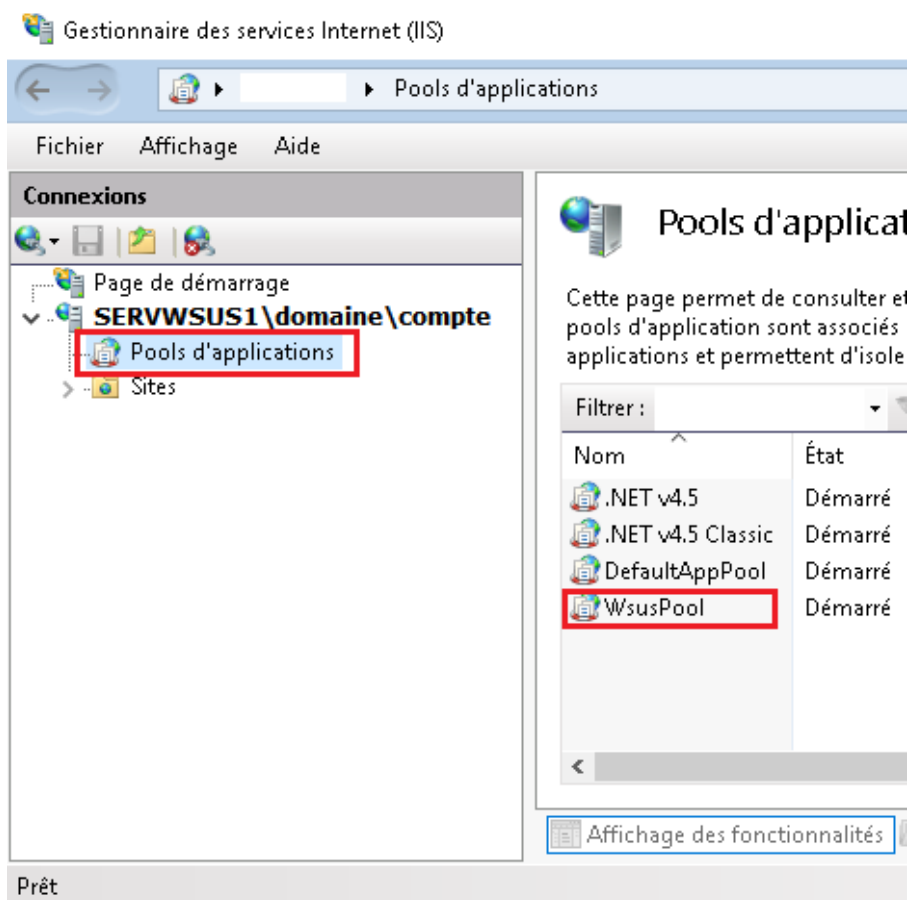 Gestionnaire des services Internet (IIS)
Pools d'applications
Fichier Affichage Aide
Connexions
Page de démarrage
SERVWSUS1\domaine\compte
Pools d'applications
Sites
Pools d'applicat
Cette page permet de consulter et
pools d'application sont associés
applications et permettent d'isole
Filtrer :
Nom État
.NET v4.5 Démarré
.NET v4.5 Classic Démarré
DefaultAppPool Démarré
WsusPool Démarré
Affichage des fonctionnalités
Prêt